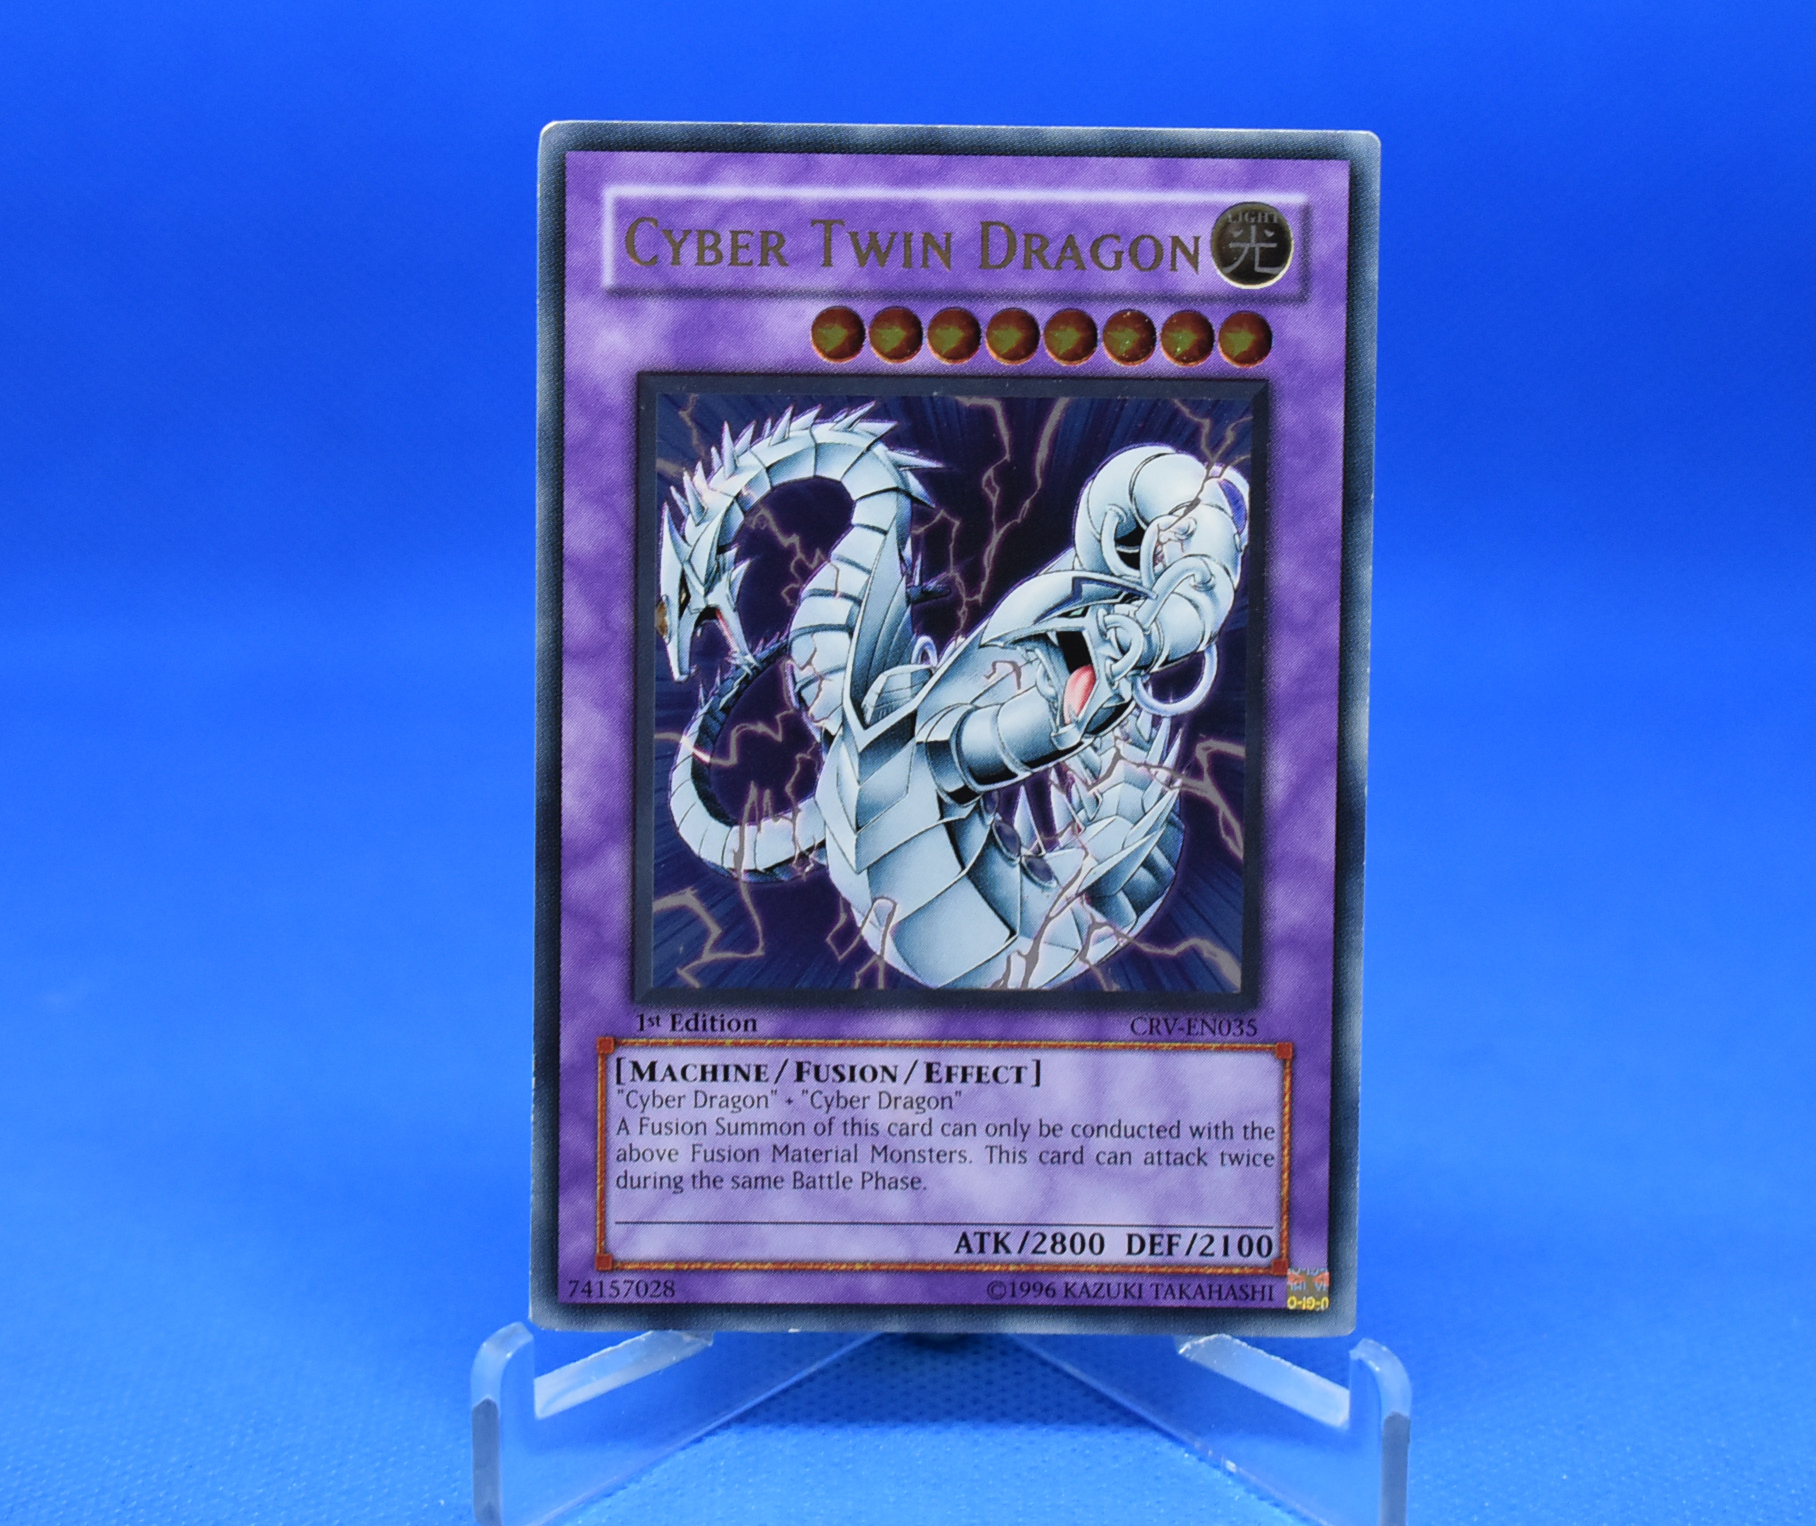 CYBER TWIN DRAGON
LIGHT
光
1st Edition
CRV-EN035
[MACHINE/FUSION/EFFECT]
"Cyber Dragon" + "Cyber Dragon"
A Fusion Summon of this card can only be conducted with the
above Fusion Material Monsters. This card can attack twice
during the same Battle Phase.
ATK/2800 DEF/2100
74157028
©1996 KAZUKI TAKAHASHI